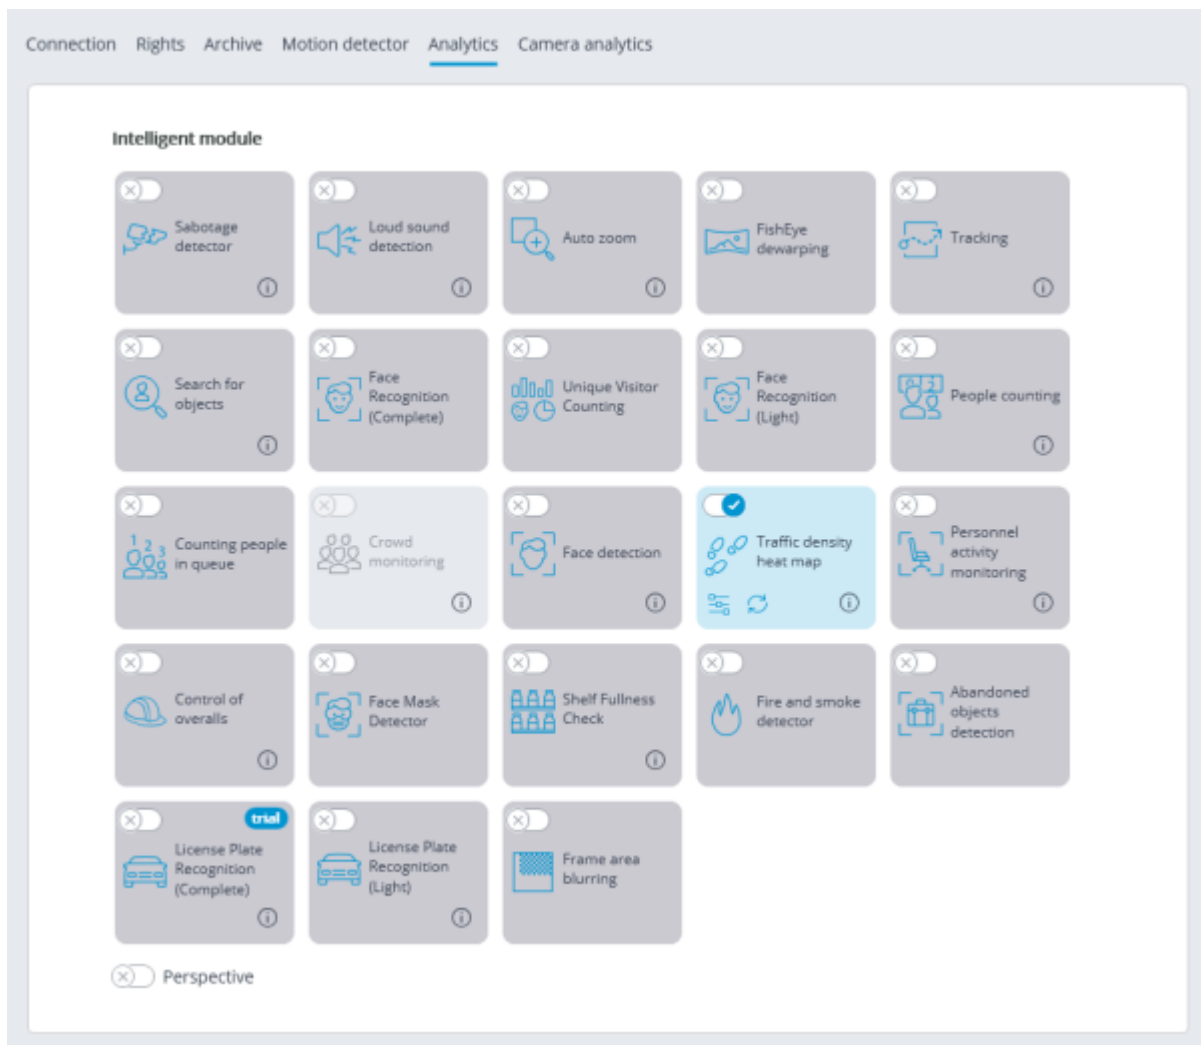 Connection Rights Archive Motion detector Analytics Camera analytics
Intelligent module
Sabotage
detector
Loud sound
detection
Auto zoom
FishEye
dewarping
Tracking
Search for
objects
Face
Recognition
(Complete)
Unique Visitor
Counting
Face
Recognition
(Light)
People counting
Counting people
in queue
Crowd
monitoring
Face detection
Traffic density
heat map
Personnel
activity
monitoring
Control of
overalls
Face Mask
Detector
Shelf Fullness
Check
Fire and smoke
detector
Abandoned
objects
detection
trial
License Plate
Recognition
(Complete)
License Plate
Recognition
(Light)
Frame area
blurring
Perspective